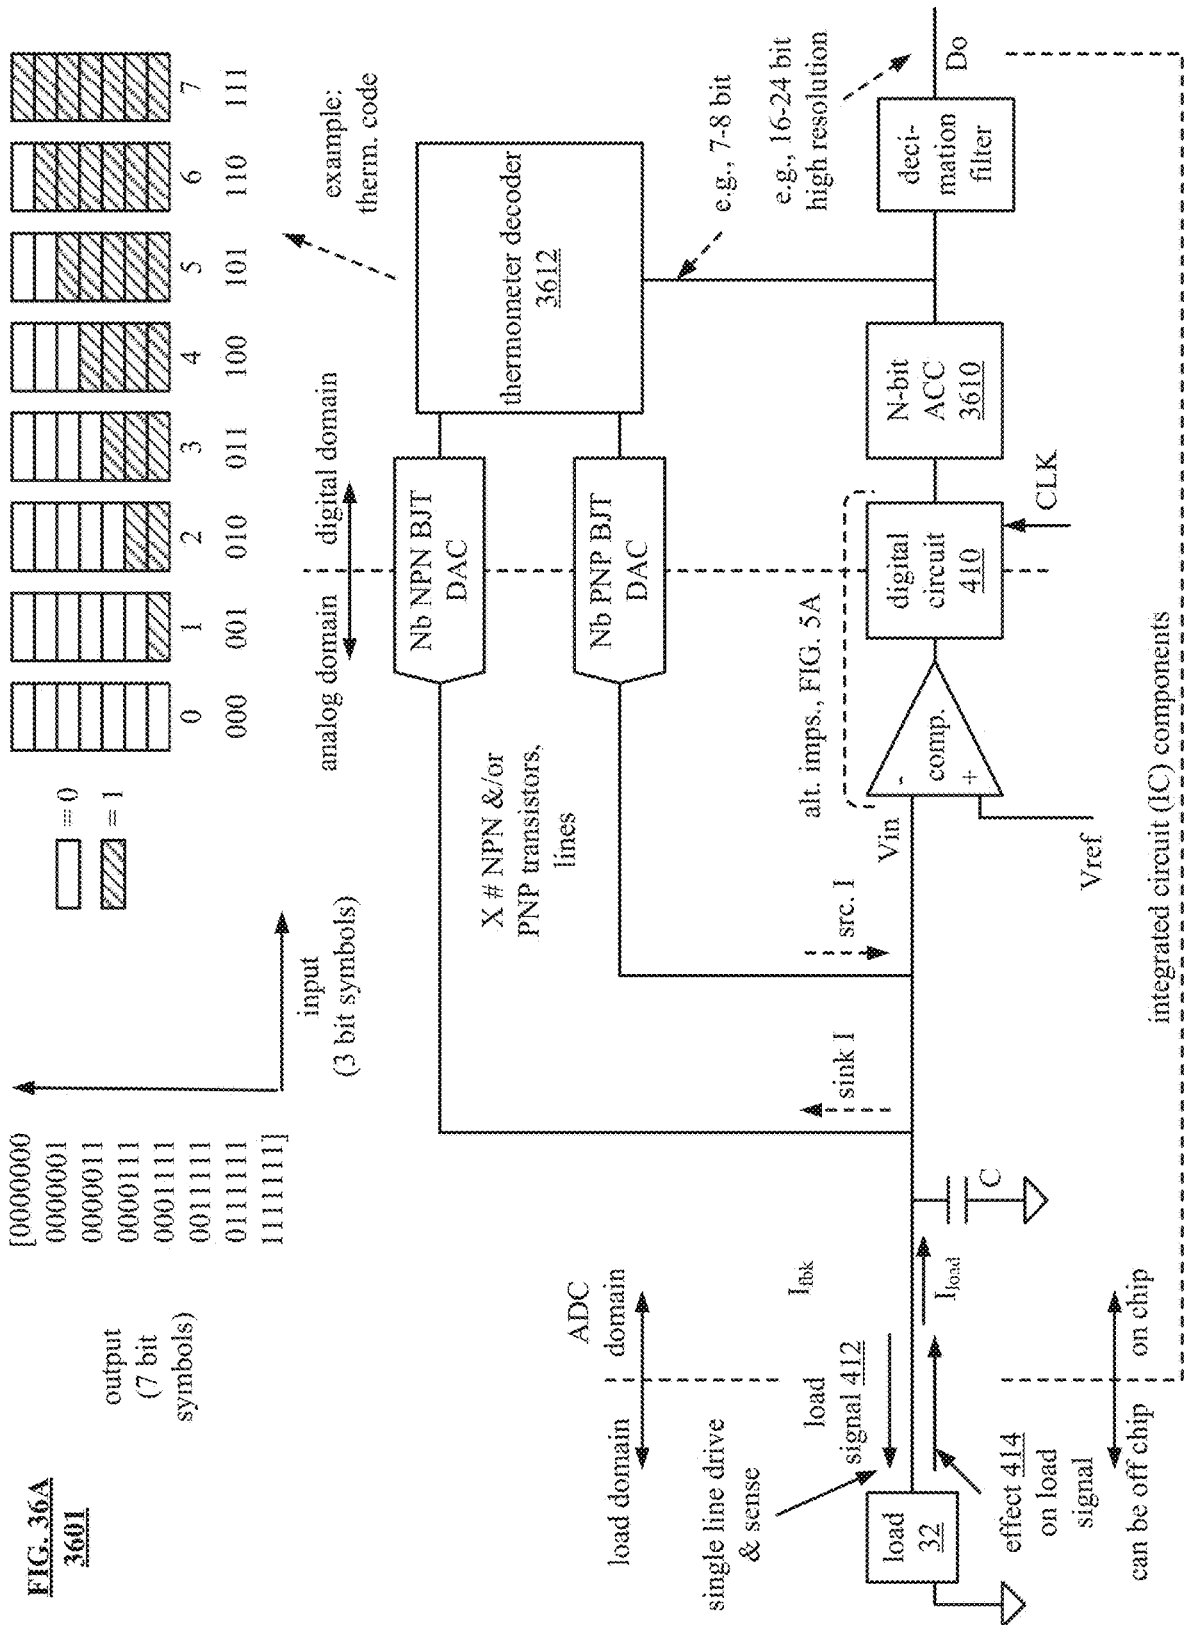 FIG. 36A
3601
output
(7 bit
symbols)
[0000000
0000001
0000011
0000111
0001111
0011111
0111111
1111111]
input
(3 bit symbols)
= 0
= 1
0 1 2 3 4 5 6 7
000 001 010 011 100 101 110 111
example:
therm. code
analog domain
digital domain
Nb NPN BJT
DAC
thermometer decoder
3612
X # NPN &/or
PNP transistors,
lines
Nb PNP BJT
DAC
e.g., 7-8 bit
e.g., 16-24 bit
high resolution
load domain
ADC
domain
single line drive
& sense
load
signal 412
Ifbk
sink I
src. I
alt. imps., FIG. 5A
load
32
Iload
C
Vin
-
+
comp.
Vref
digital
circuit
410
CLK
N-bit
ACC
3610
deci-
mation
filter
Do
effect 414
on load
signal
can be off chip
on chip
integrated circuit (IC) components